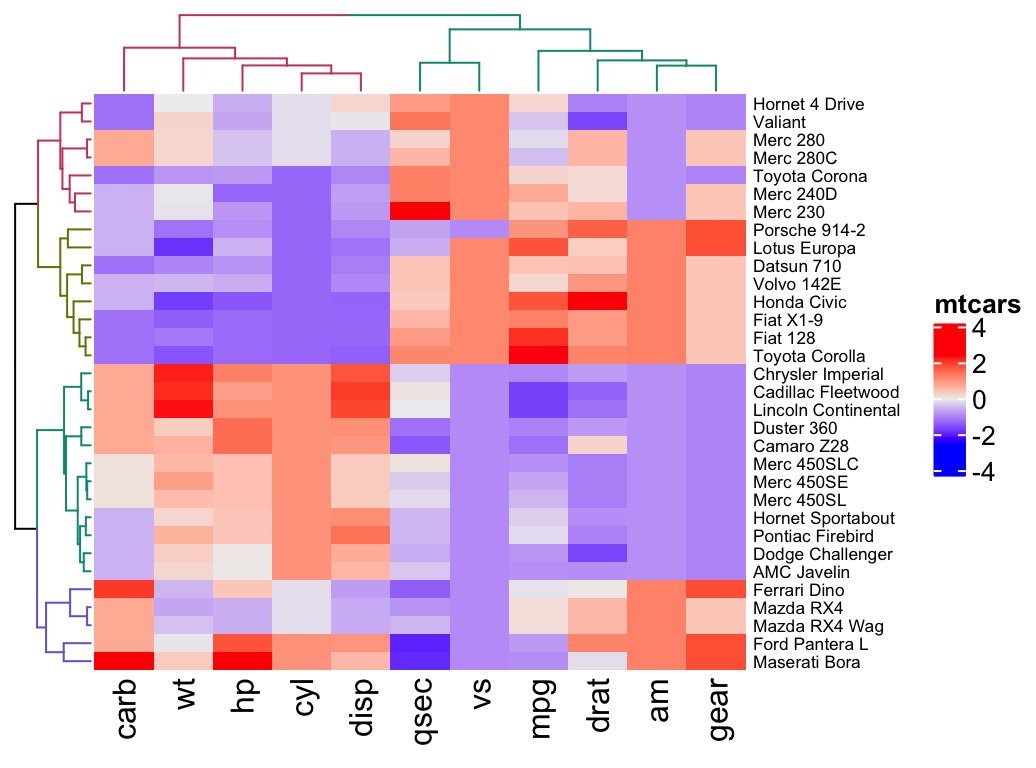 Hornet 4 Drive
Valiant
Merc 280
Merc 280C
Toyota Corona
Merc 240D
Merc 230
Porsche 914-2
Lotus Europa
Datsun 710
Volvo 142E
Honda Civic
Fiat X1-9
Fiat 128
Toyota Corolla
Chrysler Imperial
Cadillac Fleetwood
Lincoln Continental
Duster 360
Camaro Z28
Merc 450SLC
Merc 450SE
Merc 450SL
Hornet Sportabout
Pontiac Firebird
Dodge Challenger
AMC Javelin
Ferrari Dino
Mazda RX4
Mazda RX4 Wag
Ford Pantera L
Maserati Bora
carb wt hp cyl disp qsec vs mpg drat am gear
mtcars
4
2
0
-2
-4